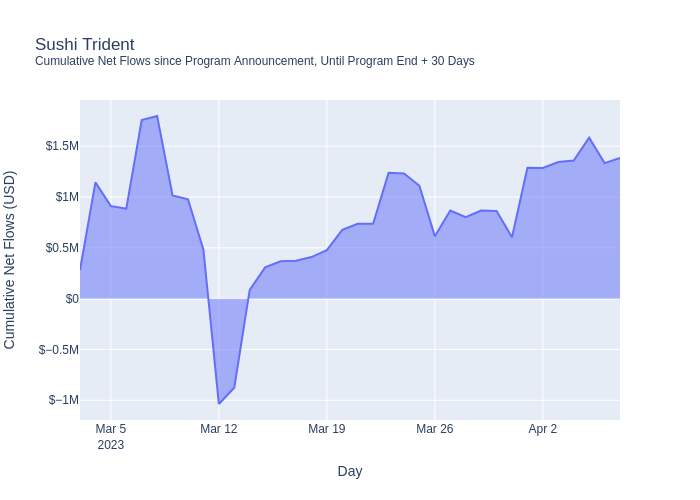 Sushi Trident
Cumulative Net Flows since Program Announcement, Until Program End + 30 Days
Cumulative Net Flows (USD)
$1.5M
$1M
$0.5M
$0
$−0.5M
$−1M
Mar 5
2023
Mar 12
Mar 19
Mar 26
Apr 2
Day